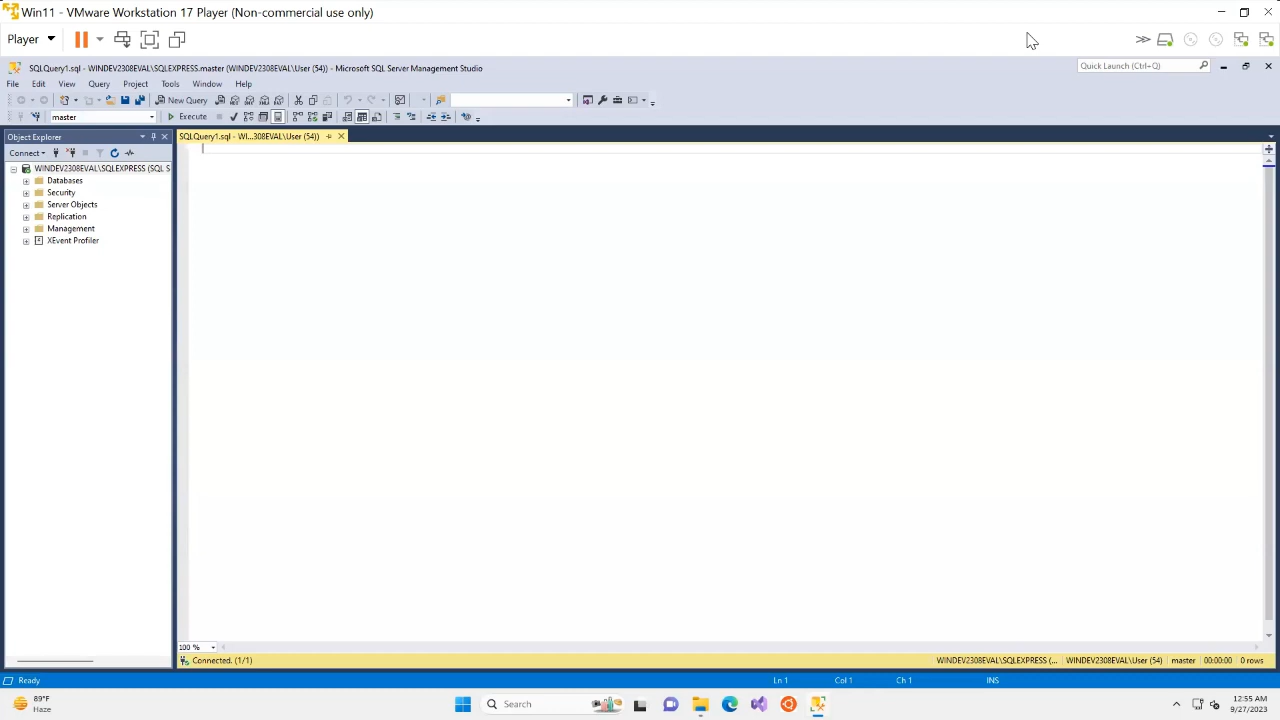 Win11 - VMware Workstation 17 Player (Non-commercial use only)
Player
SQLQuery1.sql - WINDEV2308EVAL\SQLEXPRESS.master (WINDEV2308EVAL\User (54)) - Microsoft SQL Server Management Studio
Quick Launch (Ctrl+Q)
File Edit View Query Project Tools Window Help
New Query
master
Execute
Object Explorer
SQLQuery1.sql - WI...308EVAL\User (54))
Connect
WINDEV2308EVAL\SQLEXPRESS (SQL S
Databases
Security
Server Objects
Replication
Management
XEvent Profiler
100 %
Connected. (1/1)
WINDEV2308EVAL\SQLEXPRESS (... WINDEV2308EVAL\User (54) master 00:00:00 0 rows
Ready
Ln 1 Col 1 Ch 1 INS
89°F
Haze
Search
12:55 AM
9/27/2023